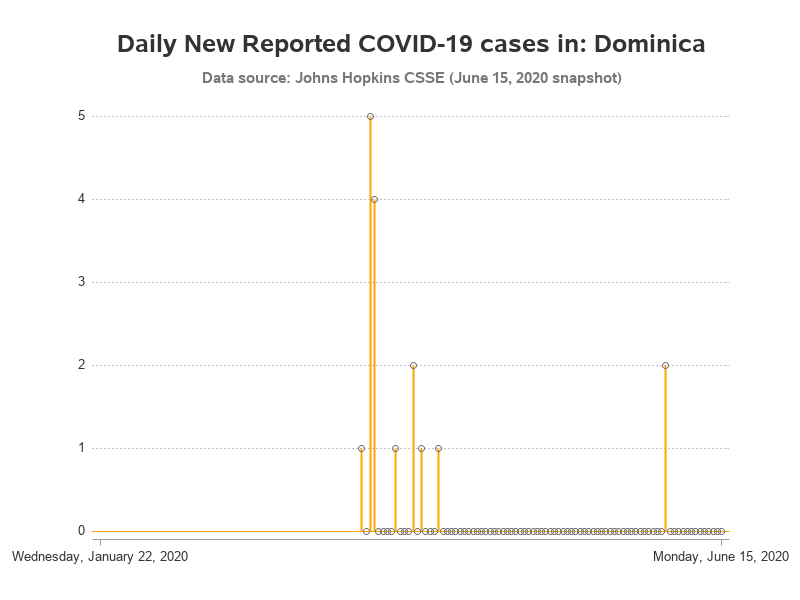 Daily New Reported COVID-19 cases in: Dominica
Data source: Johns Hopkins CSSE (June 15, 2020 snapshot)
5
4
3
2
1
0
Wednesday, January 22, 2020
Monday, June 15, 2020